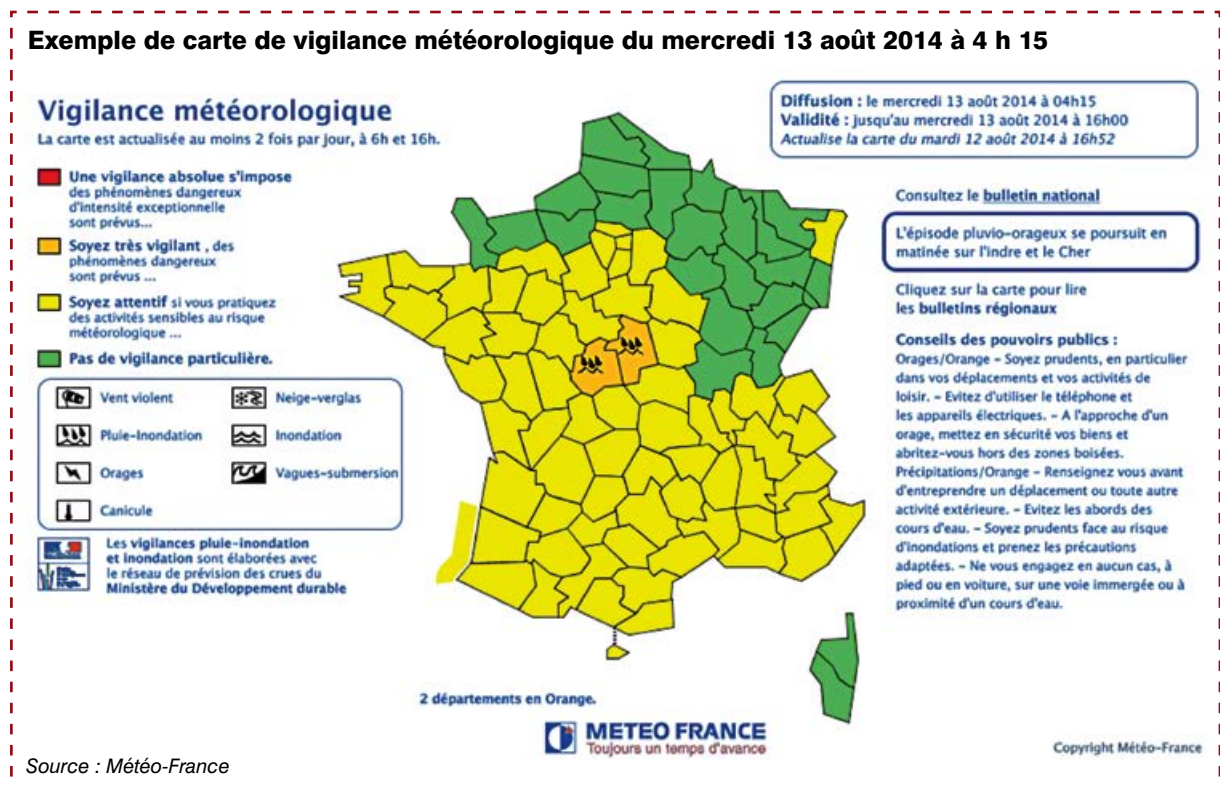 Exemple de carte de vigilance météorologique du mercredi 13 août 2014 à 4 h 15
Vigilance météorologique
La carte est actualisée au moins 2 fois par jour, à 6h et 16h.
Une vigilance absolue s'impose
des phénomènes dangereux
d'intensité exceptionnelle
sont prévus...
Soyez très vigilant , des
phénomènes dangereux
sont prévus ...
Soyez attentif si vous pratiquez
des activités sensibles au risque
météorologique ...
Pas de vigilance particulière.
Vent violent
Neige-verglas
Pluie-Inondation
Inondation
Orages
Vagues-submersion
Canicule
Les vigilances pluie-inondation
et inondation sont élaborées avec
le réseau de prévision des crues du
Ministère du Développement durable
Diffusion : le mercredi 13 août 2014 à 04h15
Validité : jusqu'au mercredi 13 août 2014 à 16h00
Actualise la carte du mardi 12 août 2014 à 16h52
Consultez le bulletin national
L'épisode pluvio-orageux se poursuit en
matinée sur l'indre et le Cher
Cliquez sur la carte pour lire
les bulletins régionaux
Conseils des pouvoirs publics :
Orages/Orange - Soyez prudents, en particulier
dans vos déplacements et vos activités de
loisir. - Evitez d'utiliser le téléphone et
les appareils électriques. - A l'approche d'un
orage, mettez en sécurité vos biens et
abritez-vous hors des zones boisées.
Précipitations/Orange - Renseignez vous avant
d'entreprendre un déplacement ou toute autre
activité extérieure. - Evitez les abords des
cours d'eau. - Soyez prudents face au risque
d'inondations et prenez les précautions
adaptées. - Ne vous engagez en aucun cas, à
pied ou en voiture, sur une voie immergée ou à
proximité d'un cours d'eau.
2 départements en Orange.
METEO FRANCE
Toujours un temps d'avance
Copyright Météo-France
Source : Météo-France